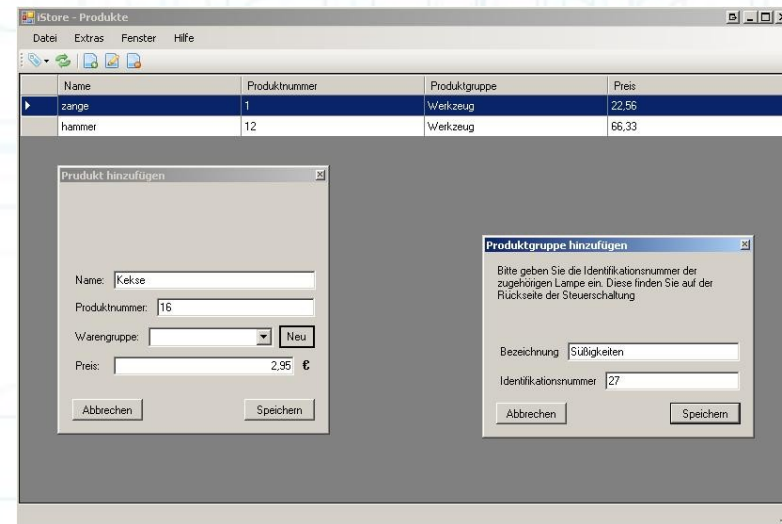 iStore - Produkte
Datei Extras Fenster Hilfe
Name Produktnummer Produktgruppe Preis
zange 1 Werkzeug 22,56
hammer 12 Werkzeug 66,33
Prudukt hinzufügen
Name: Kekse
Produktnummer: 16
Warengruppe: Neu
Preis: 2,95 €
Abbrechen Speichern
Produktgruppe hinzufügen
Bitte geben Sie die Identifikationsnummer der
zugehörigen Lampe ein. Diese finden Sie auf der
Rückseite der Steuerschaltung
Bezeichnung Süßigkeiten
Identifikationsnummer 27
Abbrechen Speichern